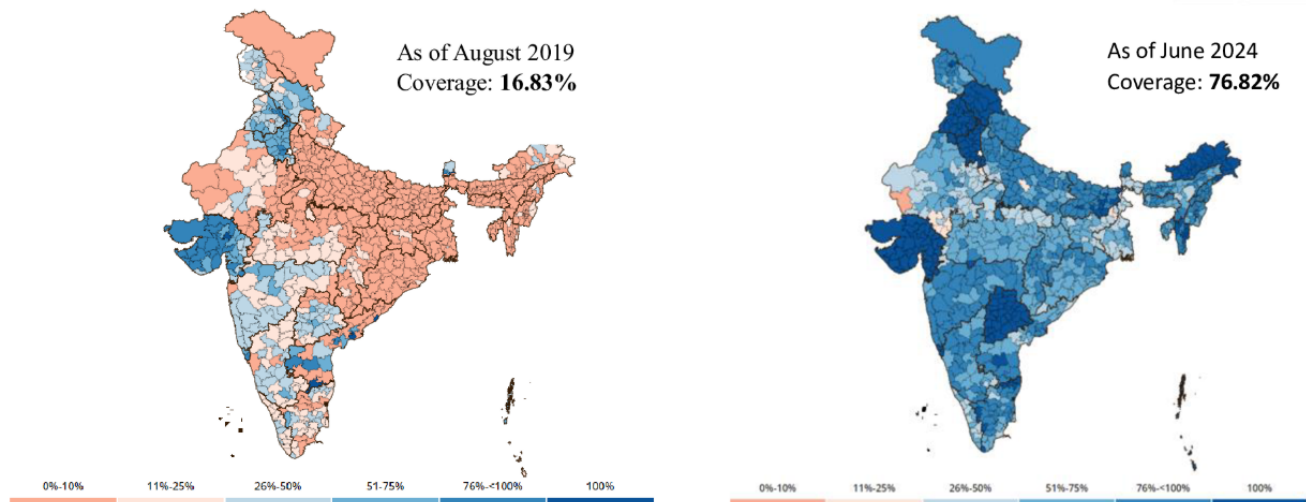 As of August 2019
Coverage: 16.83%
As of June 2024
Coverage: 76.82%
0%-10% 11%-25% 26%-50% 51-75% 76%-<100% 100%
0%-10% 11%-25% 26%-50% 51%-75% 76%-<100% 100%